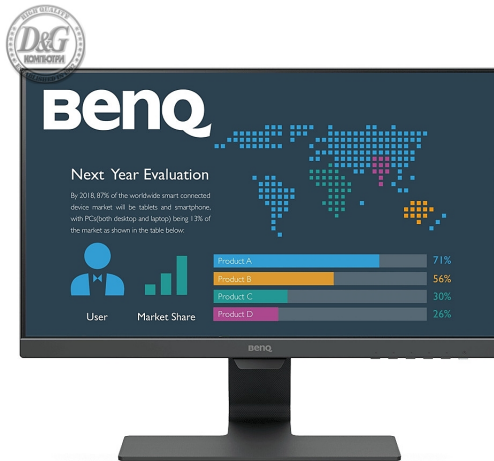 HIGH QUALITY
D&G
КОМПЮТРИ
BenQ
Next Year Evaluation
By 2018, 87% of the worldwide smart connected
device market will be tablets and smartphone,
with PCs(both desktop and laptop) being 13% of
the market as shown in the table below:
Product A 71%
Product B 56%
Product C 30%
Product D 26%
User Market Share
BenQ